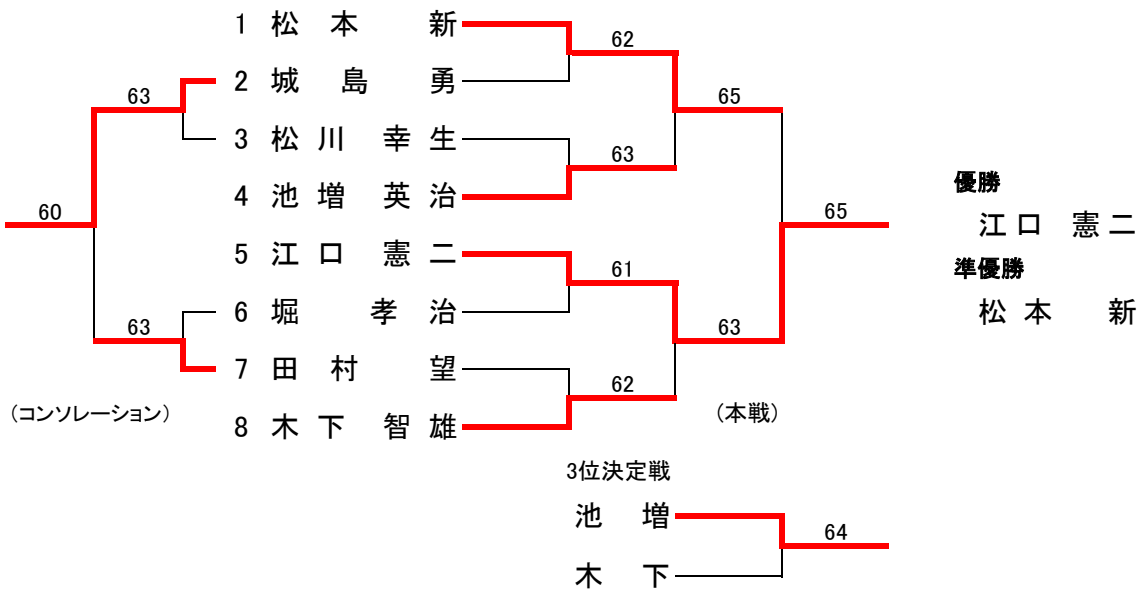 1 松本 新
62
2 城島 勇
63
65
3 松川 幸生
63
4 池増 英治
優勝
60
65
江口 憲二
5 江口 憲二
61
準優勝
6 堀 孝治
松本 新
63
63
7 田村 望
62
(コンソレーション)
(本戦)
8 木下 智雄
3位決定戦
池増
64
木下